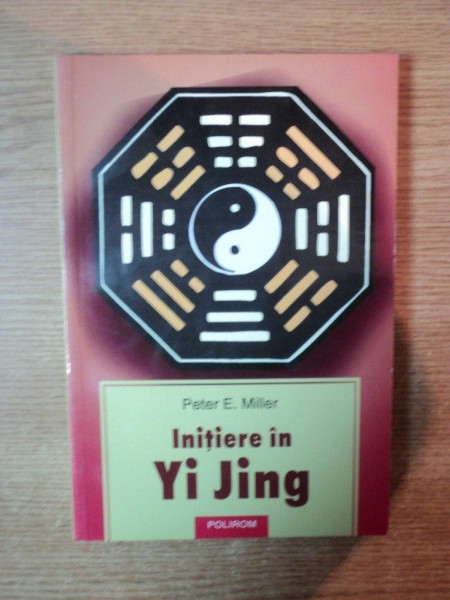 Peter E. Miller
Inițiere în
Yi Jing
POLIROM